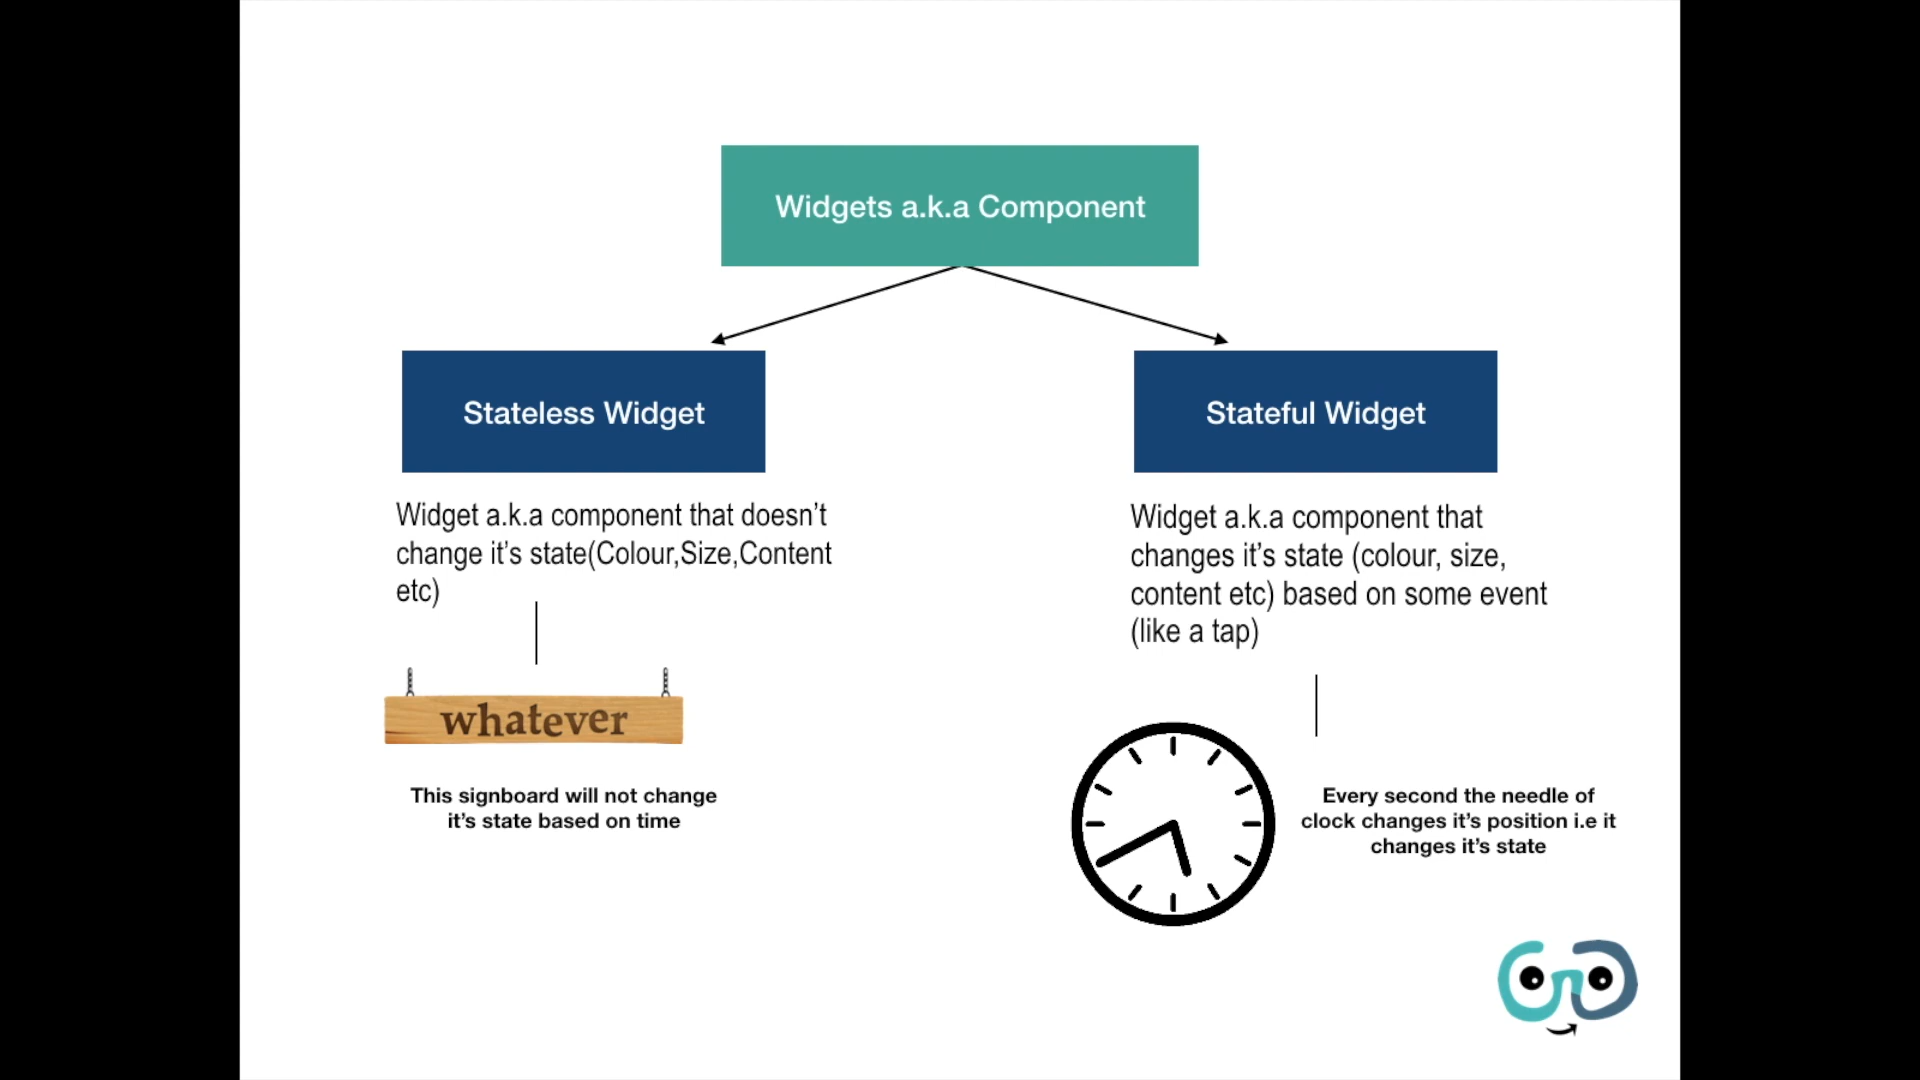 Widgets a.k.a Component
Stateless Widget
Widget a.k.a component that doesn’t
change it’s state(Colour,Size,Content
etc)
whatever
This signboard will not change
it’s state based on time
Stateful Widget
Widget a.k.a component that
changes it’s state (colour, size,
content etc) based on some event
(like a tap)
Every second the needle of
clock changes it’s position i.e it
changes it’s state